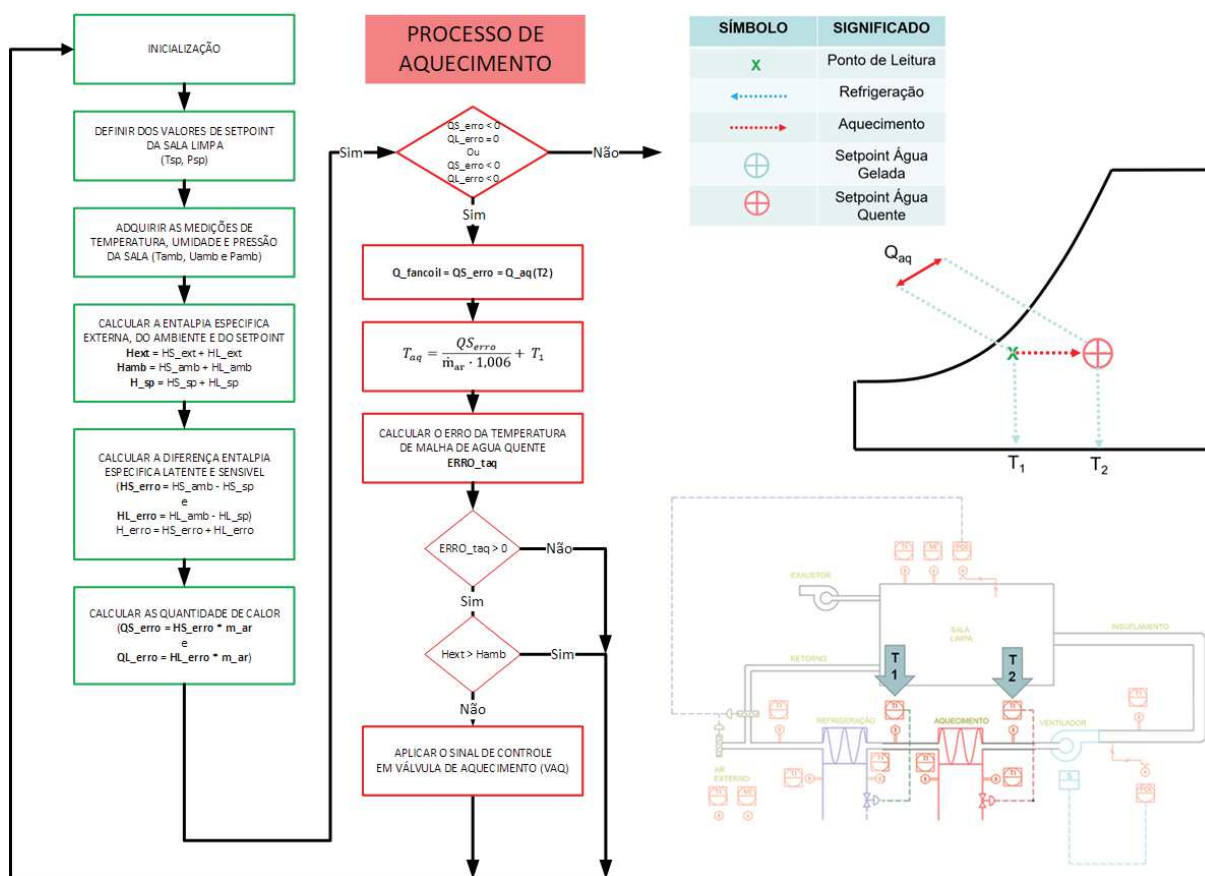 INICIALIZAÇÃO
DEFINIR DOS VALORES DE SETPOINT
DA SALA LIMPA
(Tsp, Psp)
ADQUIRIR AS MEDIÇÕES DE
TEMPERATURA, UMIDADE E PRESSÃO
DA SALA (Tamb, Uamb e Pamb)
CALCULAR A ENTALPIA ESPECIFICA
EXTERNA, DO AMBIENTE E DO SETPOINT
Hext = HS_ext + HL_ext
Hamb = HS_amb + HL_amb
H_sp = HS_sp + HL_sp
CALCULAR A DIFERENÇA ENTALPIA
ESPECIFICA LATENTE E SENSIVEL
(HS_erro = HS_amb - HS_sp
e
HL_erro = HL_amb - HL_sp)
H_erro = HS_erro + HL_erro
CALCULAR AS QUANTIDADE DE CALOR
(QS_erro = HS_erro * m_ar
e
QL_erro = HL_erro * m_ar)
PROCESSO DE
AQUECIMENTO
Sim
QS_erro < 0
QL_erro = 0
Ou
QS_erro < 0
QL_erro < 0
Não
Sim
Q_fancoil = QS_erro = Q_aq(T2)
T_aq = QS_erro / (ṁ_ar · 1,006) + T_1
CALCULAR O ERRO DA TEMPERATURA
DE MALHA DE AGUA QUENTE
ERRO_taq
ERRO_taq > 0
Não
Sim
Hext > Hamb
Sim
Não
APLICAR O SINAL DE CONTROLE
EM VÁLVULA DE AQUECIMENTO (VAQ)
SÍMBOLO SIGNIFICADO
x Ponto de Leitura
Refrigeração
Aquecimento
Setpoint Água
Gelada
Setpoint Água
Quente
Q_aq
x
T_1 T_2
EXAUSTOR
SALA
LIMPA
INSUFLAMENTO
RETORNO
T
1
T
2
REFRIGERAÇÃO
AQUECIMENTO
VENTILADOR
AR
EXTERNO
TI
TI
TI
TI
TI
S